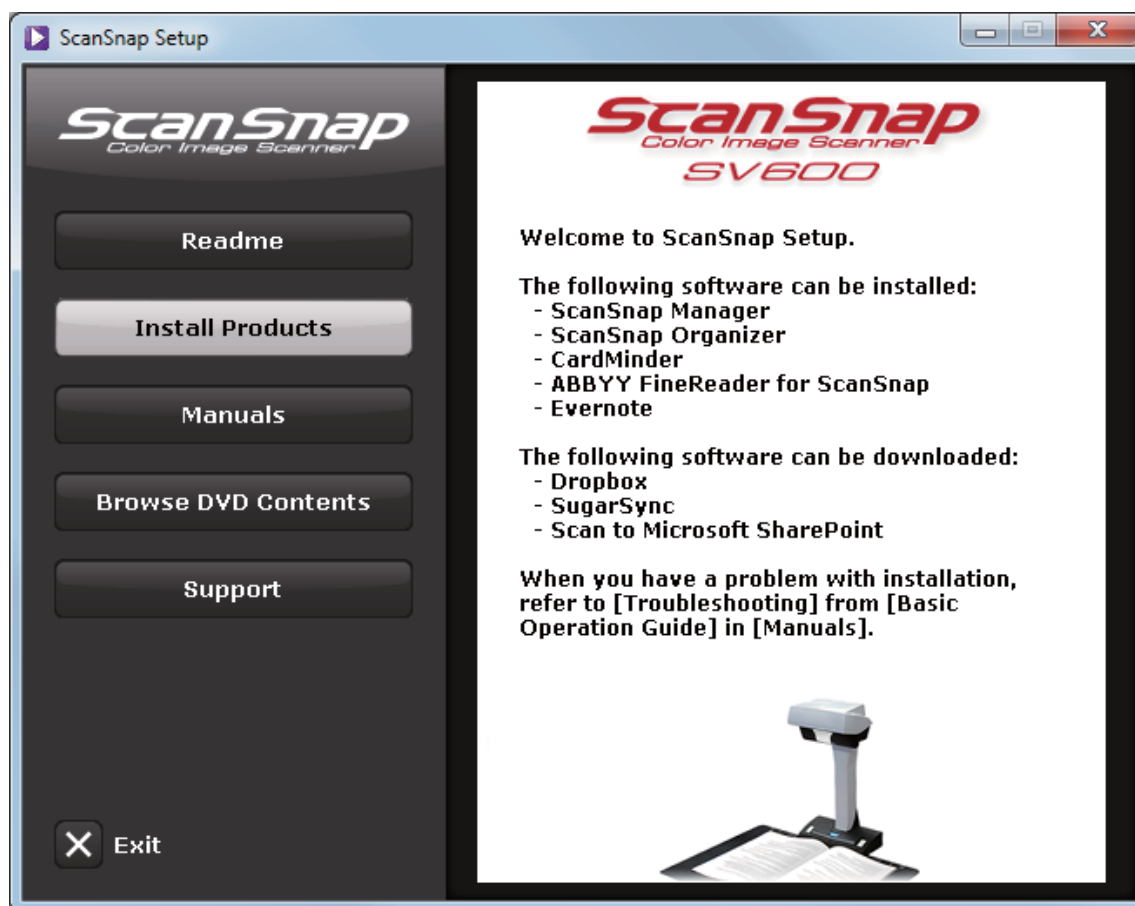 ScanSnap Setup
ScanSnap
Color Image Scanner
Readme
Install Products
Manuals
Browse DVD Contents
Support
Exit
ScanSnap
Color Image Scanner
SV600
Welcome to ScanSnap Setup.
The following software can be installed:
- ScanSnap Manager
- ScanSnap Organizer
- CardMinder
- ABBYY FineReader for ScanSnap
- Evernote
The following software can be downloaded:
- Dropbox
- SugarSync
- Scan to Microsoft SharePoint
When you have a problem with installation,
refer to [Troubleshooting] from [Basic
Operation Guide] in [Manuals].